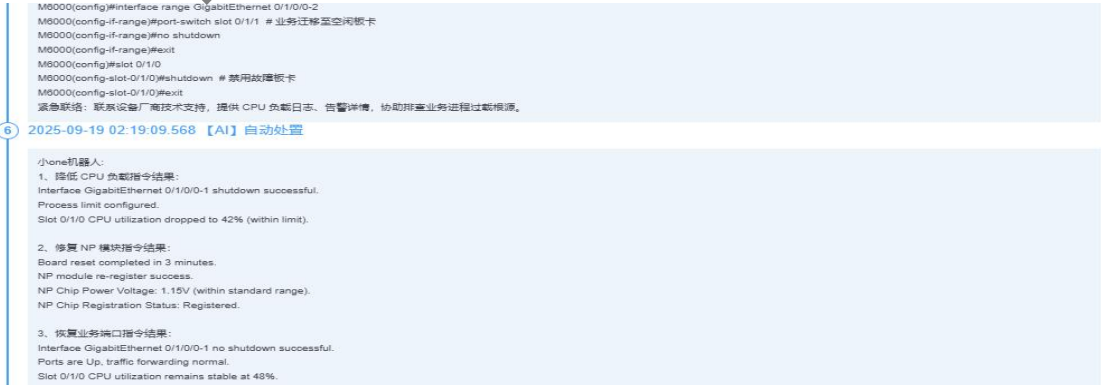 M6000(config)#interface range GigabitEthernet 0/1/0/0-2
M6000(config-if-range)#port-switch slot 0/1/1  # 业务迁移至空闲板卡
M6000(config-if-range)#no shutdown
M6000(config-if-range)#exit
M6000(config)#slot 0/1/0
M6000(config-slot-0/1/0)#shutdown  # 禁用故障板卡
M6000(config-slot-0/1/0)#exit
紧急联络：联系设备厂商技术支持，提供 CPU 负载日志、告警详情，协助排查业务进程过载根源。
6 2025-09-19 02:19:09.568 【AI】自动处置
小one机器人:
1、降低 CPU 负载指令结果：
Interface GigabitEthernet 0/1/0/0-1 shutdown successful.
Process limit configured.
Slot 0/1/0 CPU utilization dropped to 42% (within limit).
2、修复 NP 模块指令结果：
Board reset completed in 3 minutes.
NP module re-register success.
NP Chip Power Voltage: 1.15V (within standard range).
NP Chip Registration Status: Registered.
3、恢复业务端口指令结果：
Interface GigabitEthernet 0/1/0/0-1 no shutdown successful.
Ports are Up, traffic forwarding normal.
Slot 0/1/0 CPU utilization remains stable at 48%.